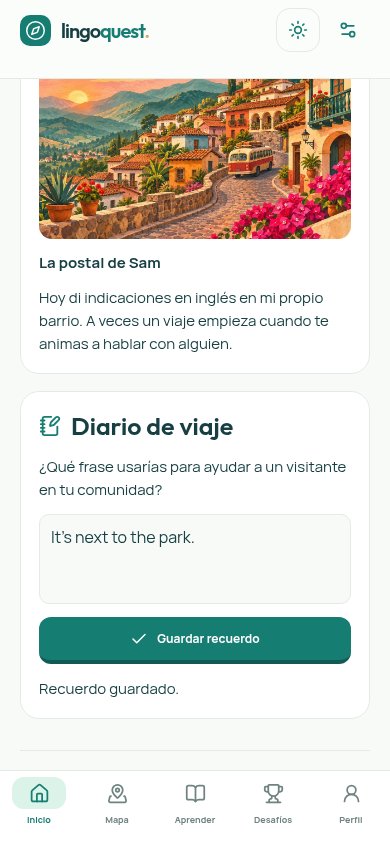 lingoquest.
La postal de Sam
Hoy di indicaciones en inglés en mi propio
barrio. A veces un viaje empieza cuando te
animas a hablar con alguien.
Diario de viaje
¿Qué frase usarías para ayudar a un visitante
en tu comunidad?
It's next to the park.
Guardar recuerdo
Recuerdo guardado.
Inicio
Mapa
Aprender
Desafíos
Perfil